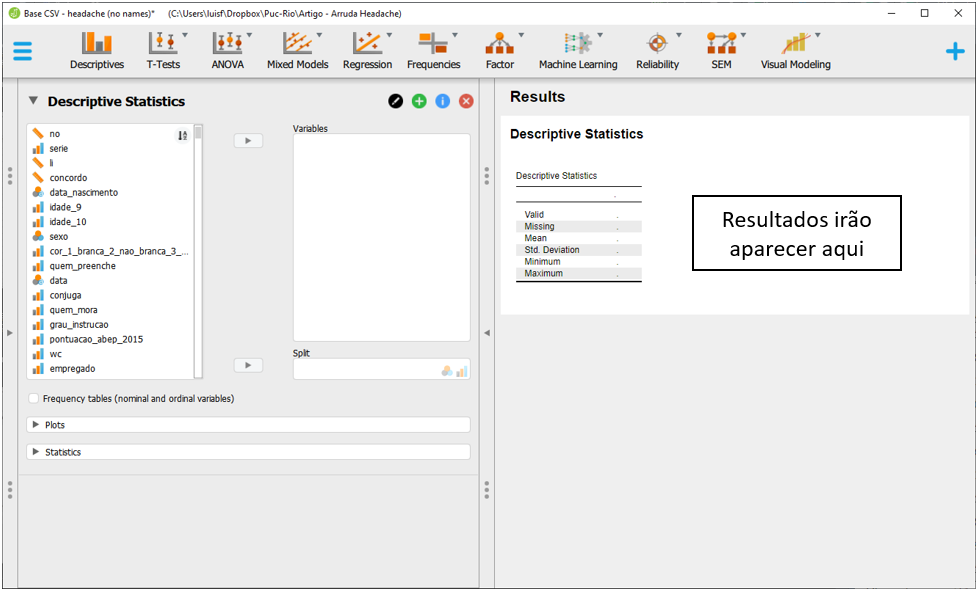 Base CSV - headache (no names)* (C:\Users\luisf\Dropbox\Puc-Rio\Artigo - Arruda Headache)
Descriptives T-Tests ANOVA Mixed Models Regression Frequencies Factor Machine Learning Reliability SEM Visual Modeling
Descriptive Statistics
no
serie
li
concordo
data_nascimento
idade_9
idade_10
sexo
cor_1_branca_2_nao_branca_3_...
quem_preenche
data
conjuga
quem_mora
grau_instrucao
pontuacao_abep_2015
wc
empregado
Variables
Split
Frequency tables (nominal and ordinal variables)
Plots
Statistics
Results
Descriptive Statistics
Descriptive Statistics
.
Valid .
Missing .
Mean .
Std. Deviation .
Minimum .
Maximum .
Resultados irão
aparecer aqui